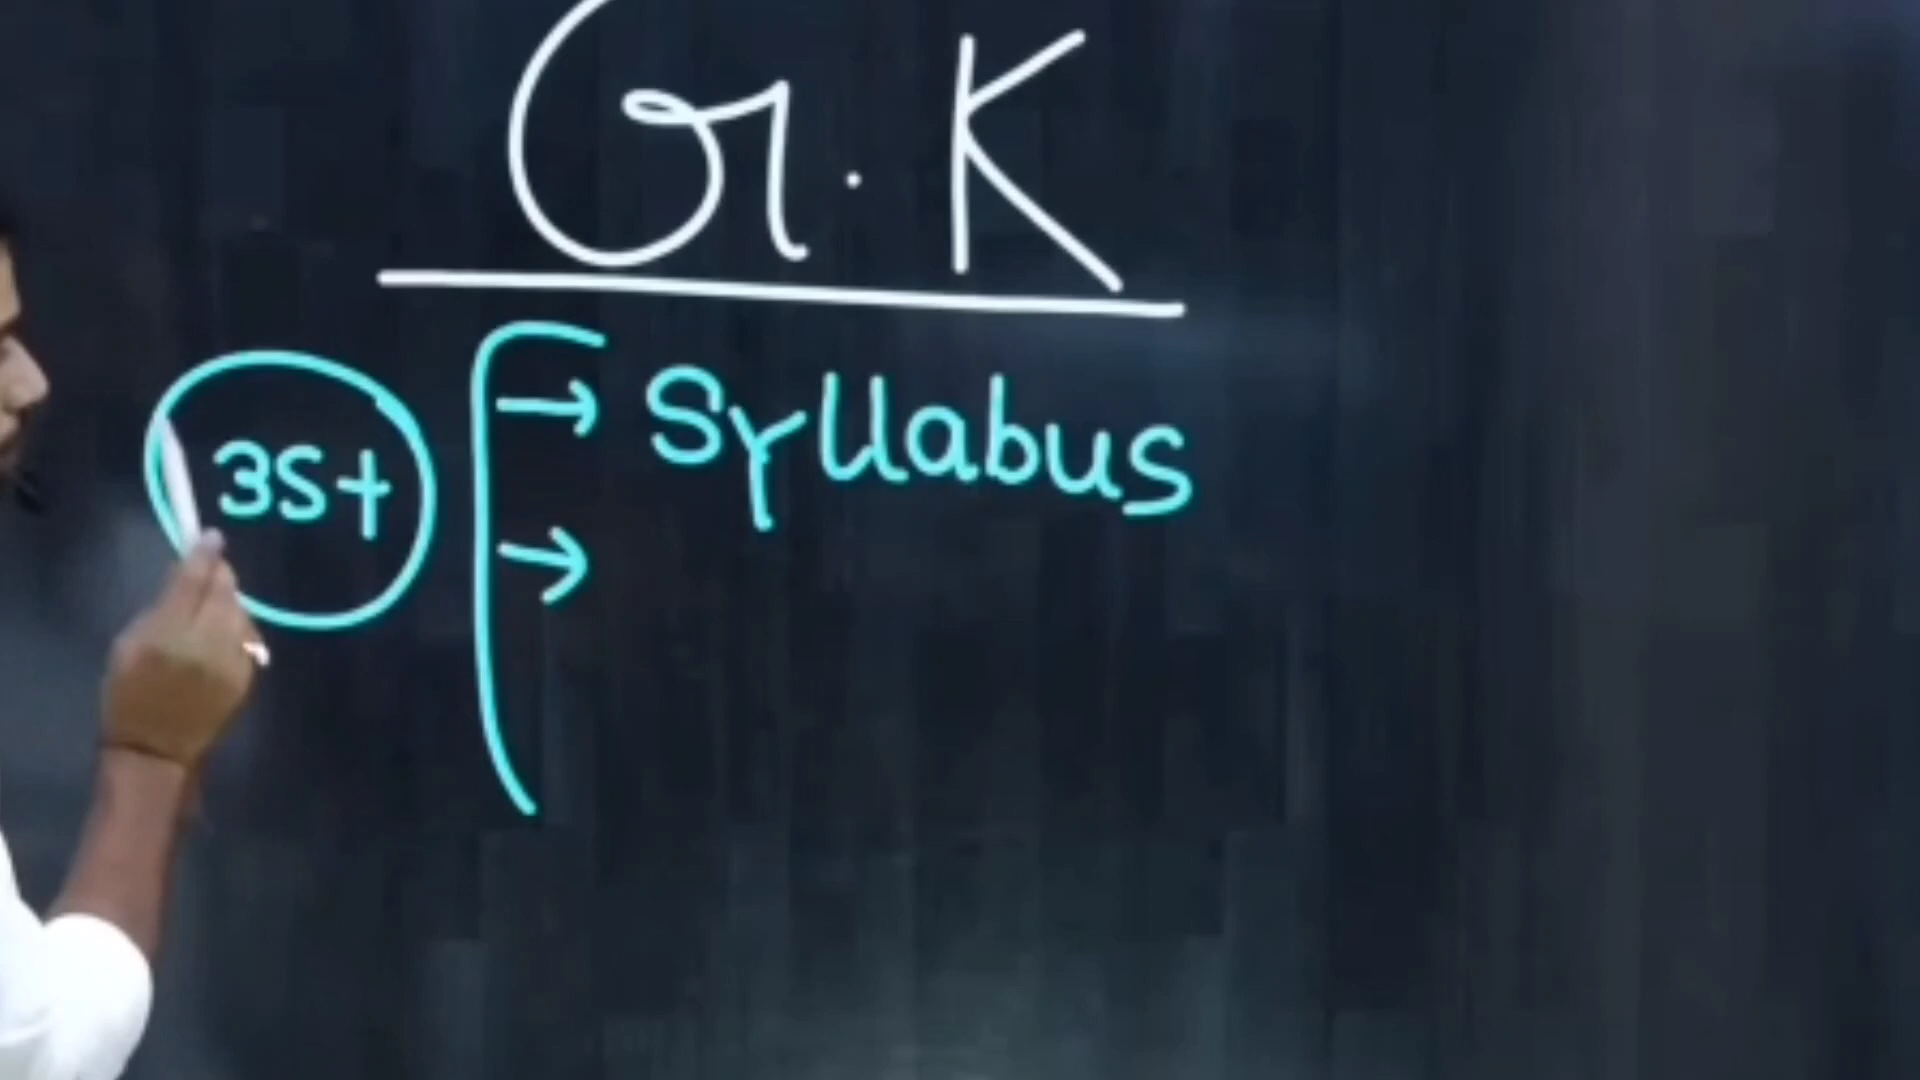 G.K
→ Syllabus
35+
→